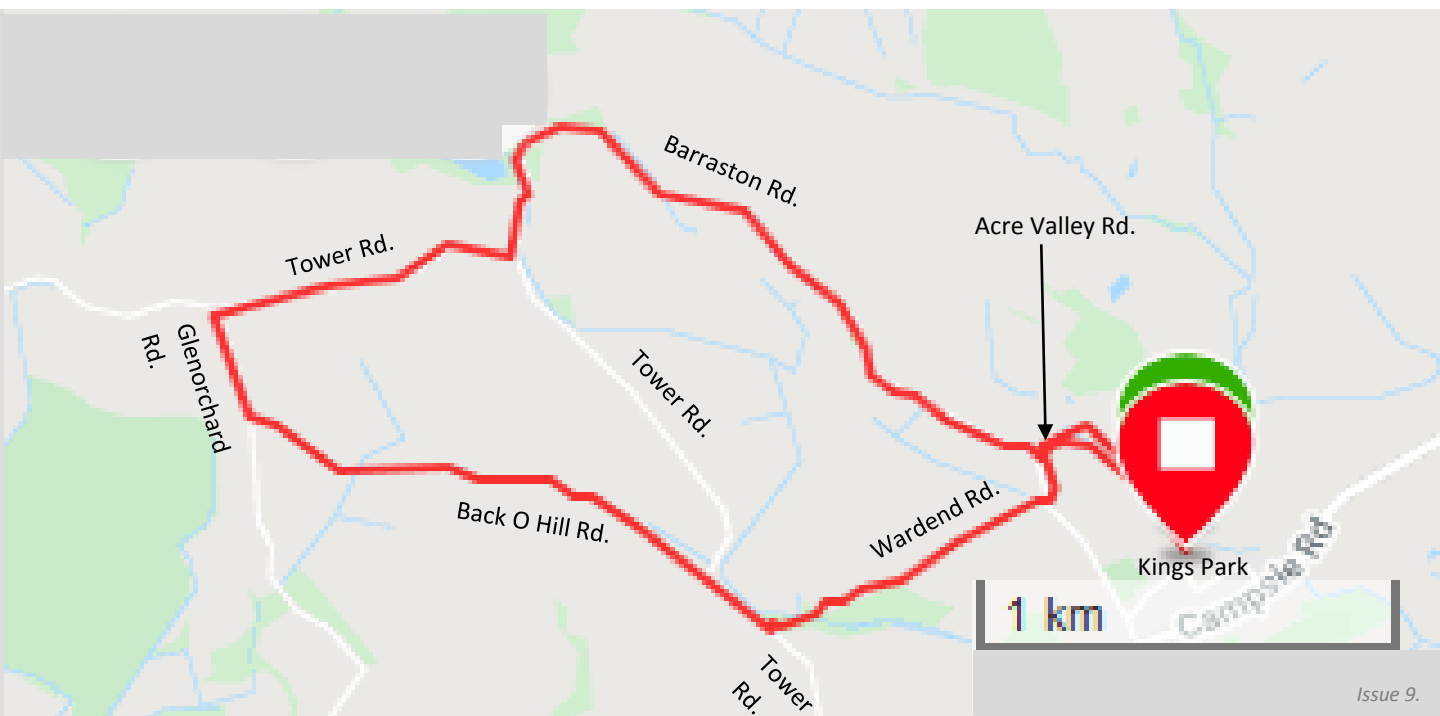 Barraston Rd.
Acre Valley Rd.
Tower Rd.
Glenorchard
Rd.
Tower Rd.
Back O Hill Rd.
Wardend Rd.
Kings Park
Campsie Rd
1 km
Tower
Rd.
Issue 9.